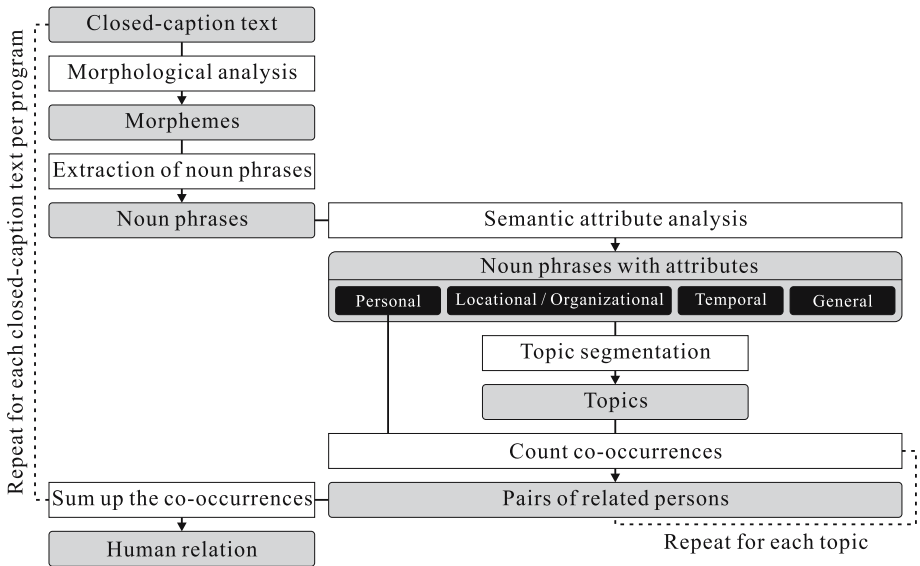 Closed-caption text
Morphological analysis
Morphemes
Extraction of noun phrases
Noun phrases
Semantic attribute analysis
Noun phrases with attributes
Personal
Locational / Organizational
Temporal
General
Topic segmentation
Topics
Count co-occurrences
Pairs of related persons
Repeat for each topic
Sum up the co-occurrences
Human relation
Repeat for each closed-caption text per program